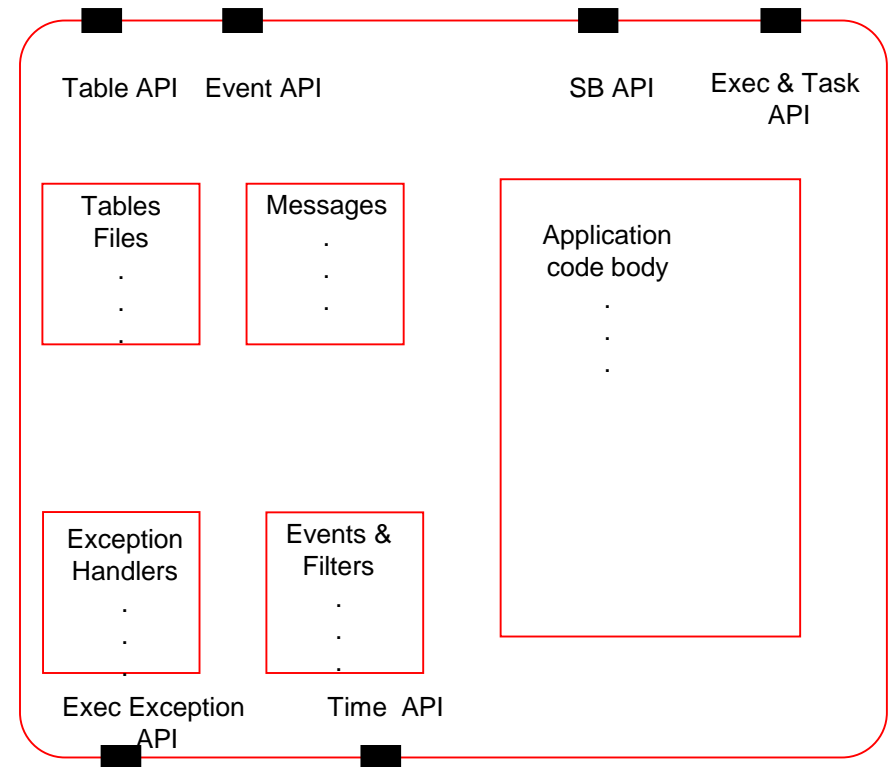 Table API
Event API
SB API
Exec & Task
API
Tables
Files
.
.
.
Messages
.
.
.
Application
code body
.
.
.
Exception
Handlers
.
.
.
Events &
Filters
.
.
.
Exec Exception
API
Time API